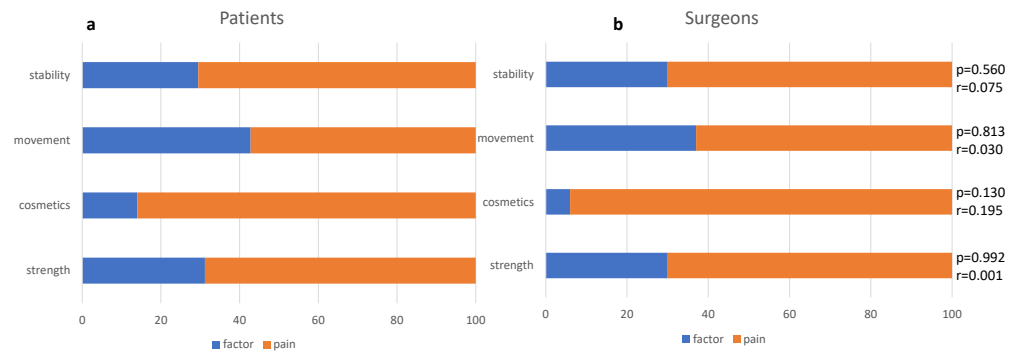 a
Patients
stability
movement
cosmetics
strength
0 20 40 60 80 100
factor pain
b
Surgeons
stability
p=0.560
r=0.075
movement
p=0.813
r=0.030
cosmetics
p=0.130
r=0.195
strength
p=0.992
r=0.001
0 20 40 60 80 100
factor pain